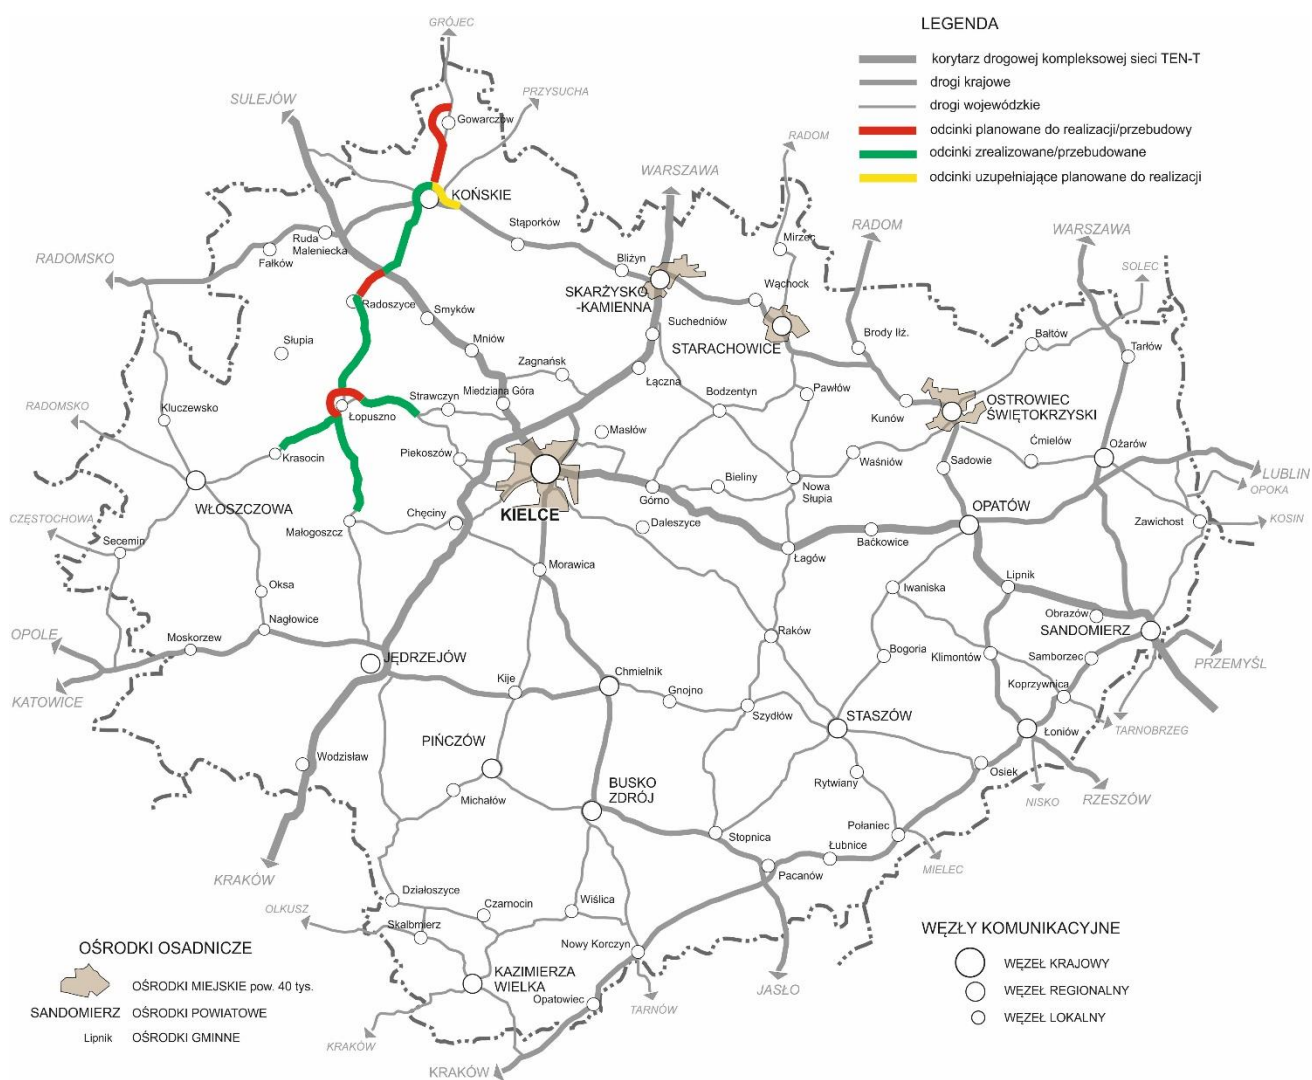 GRÓJEC
LEGENDA
korytarz drogowej kompleksowej sieci TEN-T
drogi krajowe
drogi wojewódzkie
odcinki planowane do realizacji/przebudowy
odcinki zrealizowane/przebudowane
odcinki uzupełniające planowane do realizacji
SULEJÓW
PRZYSUCHA
Gowarczów
RADOM
WARSZAWA
KOŃSKIE
Stąporków
RADOM
WARSZAWA
Ruda
Maleniecka
Fałków
RADOMSKO
Mirzec
Bliżyn
SOLEC
SKARŻYSKO
-KAMIENNA
Wąchock
Radoszyce
Smyków
Suchedniów
STARACHOWICE
Brody Iłż.
Bałtów
Tarłów
Słupia
Mniów
Zagnańsk
Łączna
Miedziana Góra
Bodzentyn
Pawłów
Strawczyn
OSTROWIEC
ŚWIĘTOKRZYSKI
RADOMSKO
Kluczewsko
Łopuszno
Kunów
Masłów
Ćmielów
Ożarów
Krasocin
Piekoszów
Waśniów
Sadowie
LUBLIN
OPOKA
WŁOSZCZOWA
Bieliny
Nowa
Słupia
Górno
KIELCE
OPATÓW
CZĘSTOCHOWA
Secemin
Małogoszcz
Chęciny
Daleszyce
Zawichost
KOSIN
Baćkowice
Łagów
Morawica
Oksa
Iwaniska
Lipnik
Obrazów
SANDOMIERZ
OPOLE
Moskorzew
Nagłowice
Raków
Bogoria
Klimontów
Samborzec
PRZEMYŚL
JĘDRZEJÓW
Kije
Chmielnik
Gnojno
Koprzywnica
KATOWICE
Szydłów
STASZÓW
Łoniów
TARNOBRZEG
PIŃCZÓW
Wodzisław
Osiek
Rytwiany
Michałów
BUSKO
ZDRÓJ
NISKO
RZESZÓW
Stopnica
Połaniec
Łubnice
KRAKÓW
Pacanów
MIELEC
Działoszyce
OLKUSZ
Czarnocin
Wiślica
Skalbmierz
OŚRODKI OSADNICZE
OŚRODKI MIEJSKIE pow. 40 tys.
SANDOMIERZ OŚRODKI POWIATOWE
Lipnik OŚRODKI GMINNE
Nowy Korczyn
KAZIMIERZA
WIELKA
Opatowiec
TARNÓW
JASŁO
KRAKÓW
KRAKÓW
WĘZŁY KOMUNIKACYJNE
WĘZEŁ KRAJOWY
WĘZEŁ REGIONALNY
WĘZEŁ LOKALNY